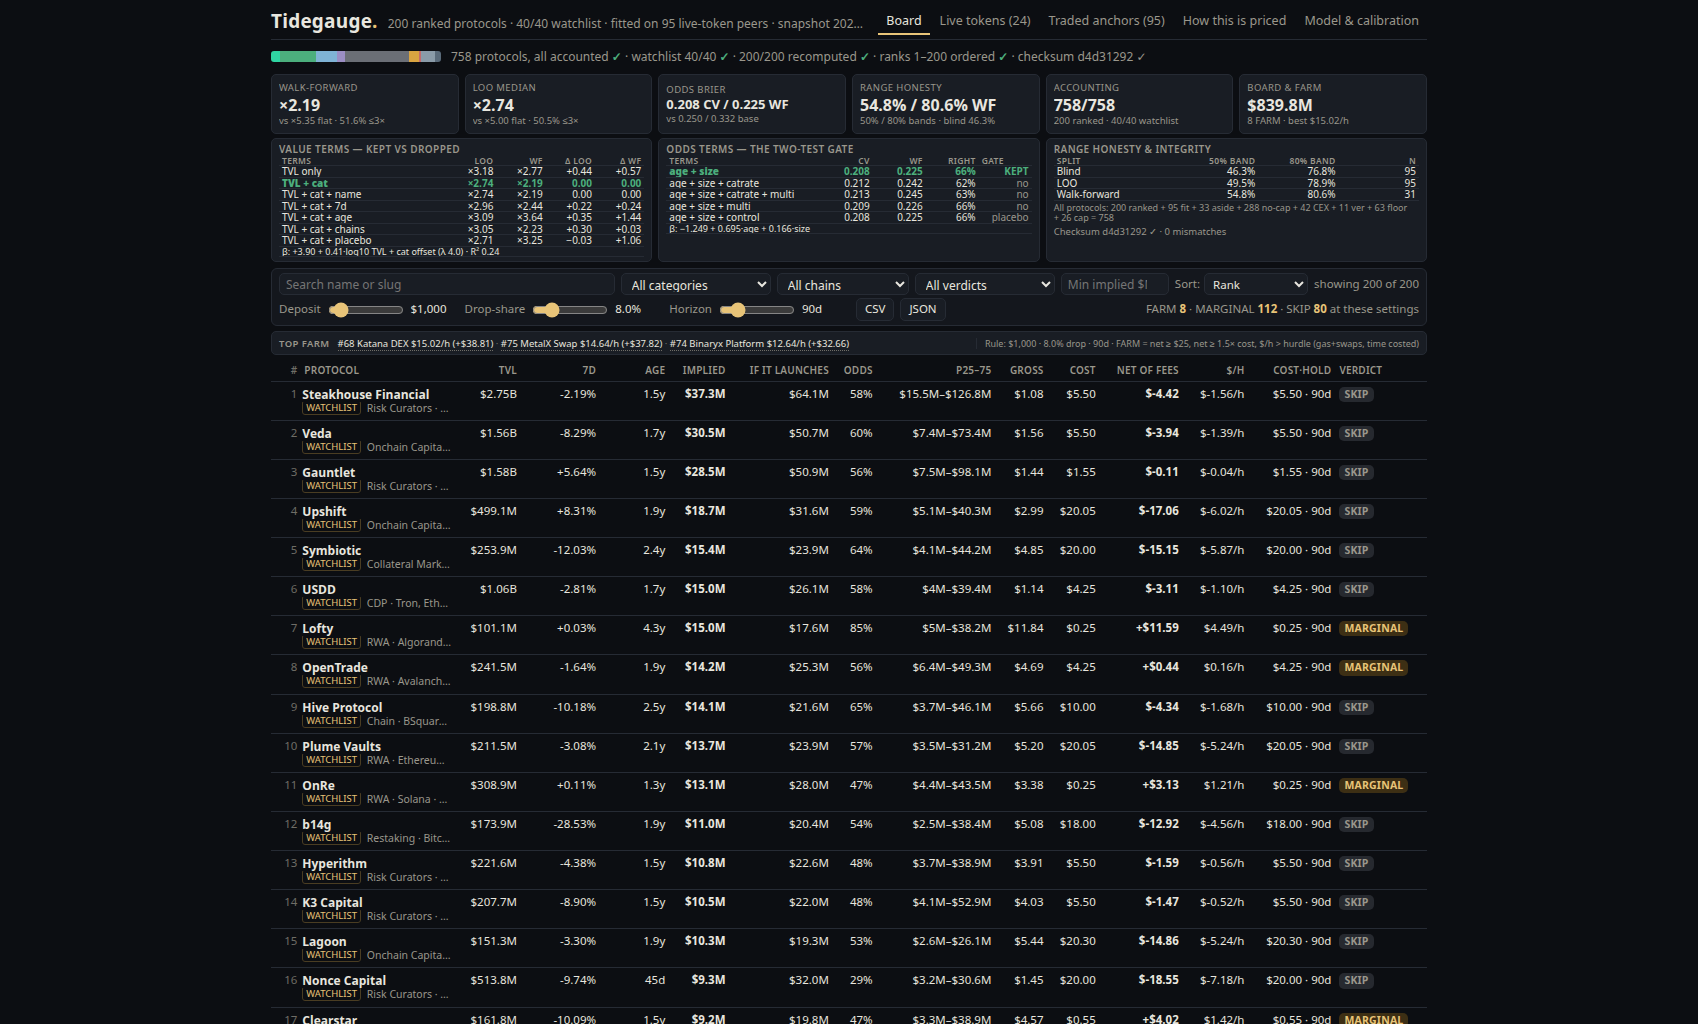 Tidegauge. 200 ranked protocols · 40/40 watchlist · fitted on 95 live-token peers · snapshot 202... Board Live tokens (24) Traded anchors (95) How this is priced Model & calibration
758 protocols, all accounted ✓ · watchlist 40/40 ✓ · 200/200 recomputed ✓ · ranks 1–200 ordered ✓ · checksum d4d31292 ✓
WALK-FORWARD
×2.19
vs ×5.35 flat · 51.6% ≤3×
LOO MEDIAN
×2.74
vs ×5.00 flat · 50.5% ≤3×
ODDS BRIER
0.208 CV / 0.225 WF
vs 0.250 / 0.332 base
RANGE HONESTY
54.8% / 80.6% WF
50% / 80% bands · blind 46.3%
ACCOUNTING
758/758
200 ranked · 40/40 watchlist
BOARD & FARM
$839.8M
8 FARM · best $15.02/h
VALUE TERMS — KEPT VS DROPPED
TERMS LOO WF Δ LOO Δ WF
TVL only ×3.18 ×2.77 +0.44 +0.57
TVL + cat ×2.74 ×2.19 0.00 0.00
TVL + cat + name ×2.74 ×2.19 0.00 0.00
TVL + cat + 7d ×2.96 ×2.44 +0.22 +0.24
TVL + cat + age ×3.09 ×3.64 +0.35 +1.44
TVL + cat + chains ×3.05 ×2.23 +0.30 +0.03
TVL + cat + placebo ×2.71 ×3.25 −0.03 +1.06
β: +3.90 + 0.41·log10 TVL + cat offset (λ 4.0) · R² 0.24
ODDS TERMS — THE TWO-TEST GATE
TERMS CV WF RIGHT GATE
age + size 0.208 0.225 66% KEPT
age + size + catrate 0.212 0.242 62% no
age + size + catrate + multi 0.213 0.245 63% no
age + size + multi 0.209 0.226 66% no
age + size + control 0.208 0.225 66% placebo
β: −1.249 + 0.695·age + 0.166·size
RANGE HONESTY & INTEGRITY
SPLIT 50% BAND 80% BAND N
Blind 46.3% 76.8% 95
LOO 49.5% 78.9% 95
Walk-forward 54.8% 80.6% 31
All protocols: 200 ranked + 95 fit + 33 aside + 288 no-cap + 42 CEX + 11 ver + 63 floor
+ 26 cap = 758
Checksum d4d31292 ✓ · 0 mismatches
Search name or slug All categories All chains All verdicts Min implied $l Sort: Rank showing 200 of 200
Deposit $1,000 Drop-share 8.0% Horizon 90d CSV JSON FARM 8 · MARGINAL 112 · SKIP 80 at these settings
TOP FARM #68 Katana DEX $15.02/h (+$38.81) · #75 MetalX Swap $14.64/h (+$37.82) · #74 Binaryx Platform $12.64/h (+$32.66) Rule: $1,000 · 8.0% drop · 90d · FARM = net ≥ $25, net ≥ 1.5× cost, $/h > hurdle (gas+swaps, time costed)
# PROTOCOL TVL 7D AGE IMPLIED IF IT LAUNCHES ODDS P25–75 GROSS COST NET OF FEES $/H COST·HOLD VERDICT
1 Steakhouse Financial $2.75B -2.19% 1.5y $37.3M $64.1M 58% $15.5M–$126.8M $1.08 $5.50 $-4.42 $-1.56/h $5.50 · 90d SKIP
WATCHLIST Risk Curators · ...
2 Veda $1.56B -8.29% 1.7y $30.5M $50.7M 60% $7.4M–$73.4M $1.56 $5.50 $-3.94 $-1.39/h $5.50 · 90d SKIP
WATCHLIST Onchain Capita...
3 Gauntlet $1.58B +5.64% 1.5y $28.5M $50.9M 56% $7.5M–$98.1M $1.44 $1.55 $-0.11 $-0.04/h $1.55 · 90d SKIP
WATCHLIST Risk Curators · ...
4 Upshift $499.1M +8.31% 1.9y $18.7M $31.6M 59% $5.1M–$40.3M $2.99 $20.05 $-17.06 $-6.02/h $20.05 · 90d SKIP
WATCHLIST Onchain Capita...
5 Symbiotic $253.9M -12.03% 2.4y $15.4M $23.9M 64% $4.1M–$44.2M $4.85 $20.00 $-15.15 $-5.87/h $20.00 · 90d SKIP
WATCHLIST Collateral Mark...
6 USDD $1.06B -2.81% 1.7y $15.0M $26.1M 58% $4M–$39.4M $1.14 $4.25 $-3.11 $-1.10/h $4.25 · 90d SKIP
WATCHLIST CDP · Tron, Eth...
7 Lofty $101.1M +0.03% 4.3y $15.0M $17.6M 85% $5M–$38.2M $11.84 $0.25 +$11.59 $4.49/h $0.25 · 90d MARGINAL
WATCHLIST RWA · Algorand...
8 OpenTrade $241.5M -1.64% 1.9y $14.2M $25.3M 56% $6.4M–$49.3M $4.69 $4.25 +$0.44 $0.16/h $4.25 · 90d MARGINAL
WATCHLIST RWA · Avalanch...
9 Hive Protocol $198.8M -10.18% 2.5y $14.1M $21.6M 65% $3.7M–$46.1M $5.66 $10.00 $-4.34 $-1.68/h $10.00 · 90d SKIP
WATCHLIST Chain · BSquar...
10 Plume Vaults $211.5M -3.08% 2.1y $13.7M $23.9M 57% $3.5M–$31.2M $5.20 $20.05 $-14.85 $-5.24/h $20.05 · 90d SKIP
WATCHLIST RWA · Ethereu...
11 OnRe $308.9M +0.11% 1.3y $13.1M $28.0M 47% $4.4M–$43.5M $3.38 $0.25 +$3.13 $1.21/h $0.25 · 90d MARGINAL
WATCHLIST RWA · Solana · ...
12 b14g $173.9M -28.53% 1.9y $11.0M $20.4M 54% $2.5M–$38.4M $5.08 $18.00 $-12.92 $-4.56/h $18.00 · 90d SKIP
WATCHLIST Restaking · Bitc...
13 Hyperithm $221.6M -4.38% 1.5y $10.8M $22.6M 48% $3.7M–$38.9M $3.91 $5.50 $-1.59 $-0.56/h $5.50 · 90d SKIP
WATCHLIST Risk Curators · ...
14 K3 Capital $207.7M -8.90% 1.5y $10.5M $22.0M 48% $4.1M–$52.9M $4.03 $5.50 $-1.47 $-0.52/h $5.50 · 90d SKIP
WATCHLIST Risk Curators · ...
15 Lagoon $151.3M -3.30% 1.9y $10.3M $19.3M 53% $2.6M–$26.1M $5.44 $20.30 $-14.86 $-5.24/h $20.30 · 90d SKIP
WATCHLIST Onchain Capita...
16 Nonce Capital $513.8M -9.74% 45d $9.3M $32.0M 29% $3.2M–$30.6M $1.45 $20.00 $-18.55 $-7.18/h $20.00 · 90d SKIP
WATCHLIST Risk Curators · ...
17 Clearstar $161.8M -10.09% 1.5y $9.2M $19.8M 47% $3.3M–$38.9M $4.57 $0.55 +$4.02 $1.42/h $0.55 · 90d MARGINAL